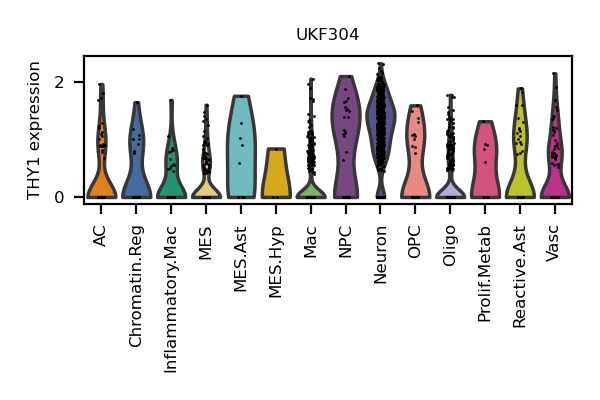 UKF304
THY1 expression
2
0
AC
Chromatin.Reg
Inflammatory.Mac
MES
MES.Ast
MES.Hyp
Mac
NPC
Neuron
OPC
Oligo
Prolif.Metab
Reactive.Ast
Vasc